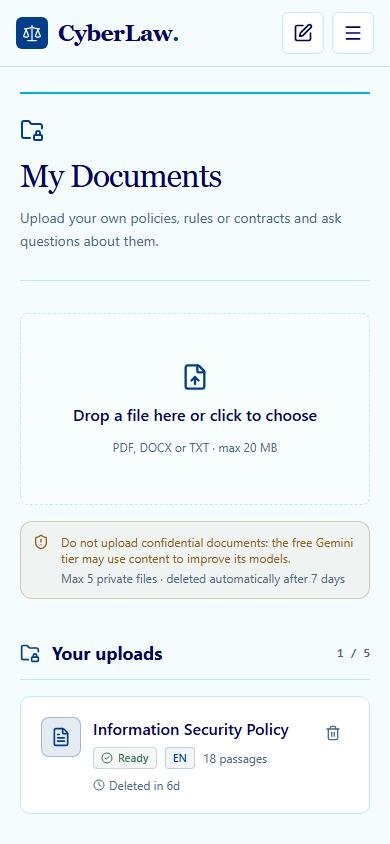 CyberLaw.
My Documents
Upload your own policies, rules or contracts and ask
questions about them.
Drop a file here or click to choose
PDF, DOCX or TXT · max 20 MB
Do not upload confidential documents: the free Gemini
tier may use content to improve its models.
Max 5 private files · deleted automatically after 7 days
Your uploads
1 / 5
Information Security Policy
Ready
EN
18 passages
Deleted in 6d